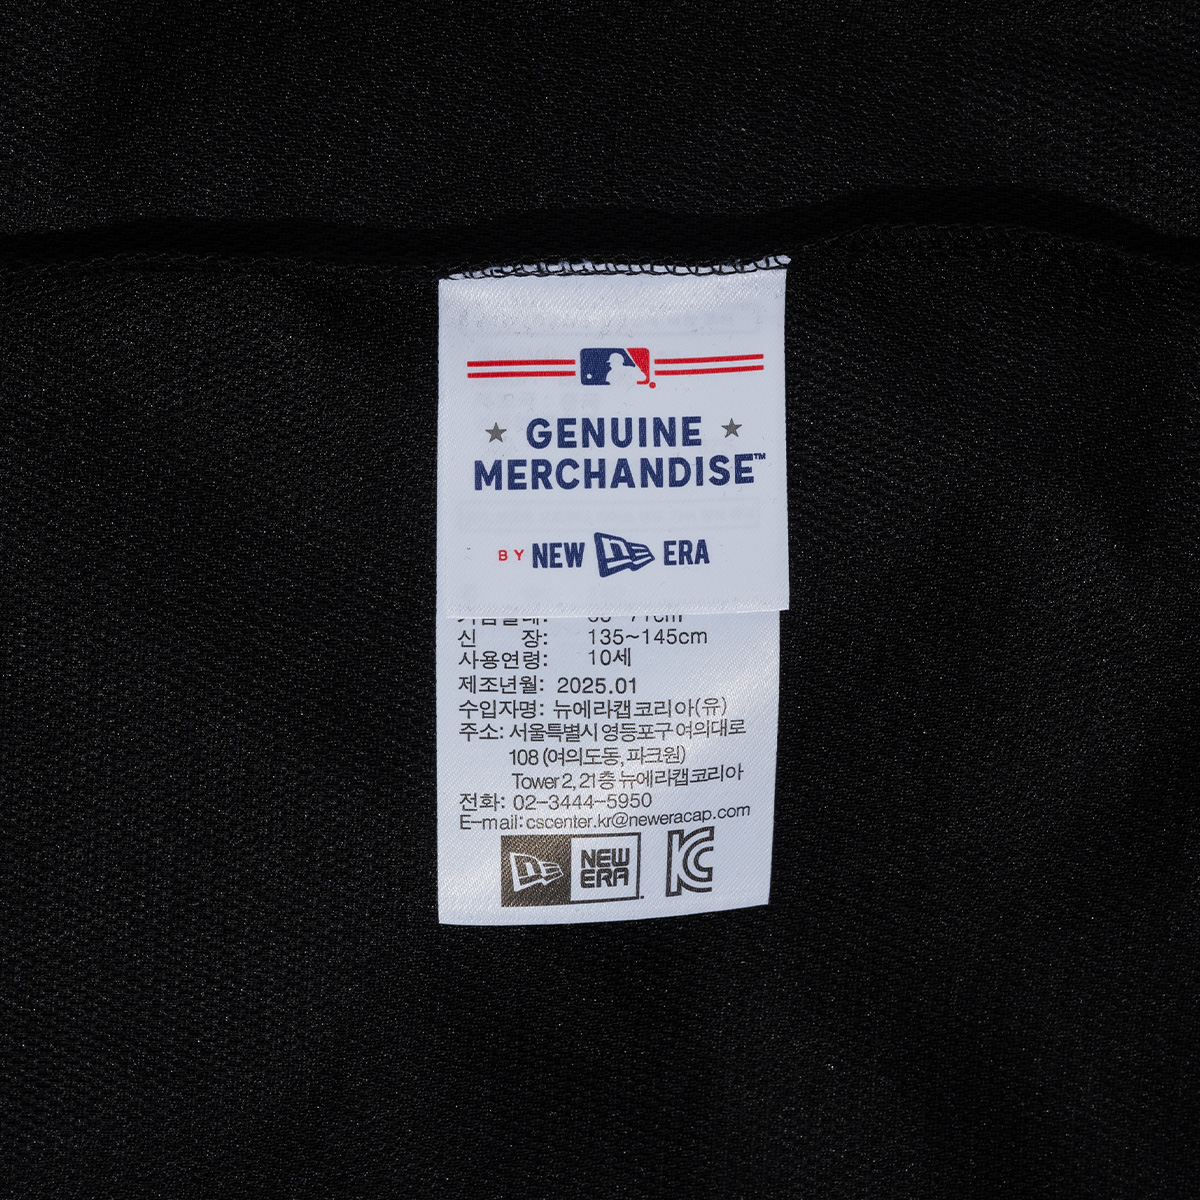 GENUINE
MERCHANDISE™
BY NEW ERA
신 장: 135~145cm
사용연령: 10세
제조년월: 2025.01
수입자명: 뉴에라캡코리아(유)
주소: 서울특별시 영등포구 여의대로
108 (여의도동, 파크원)
Tower 2, 21층 뉴에라캡코리아
전화: 02-3444-5950
E-mail: cscenter.kr@neweracap.com
NEW
ERA
KC